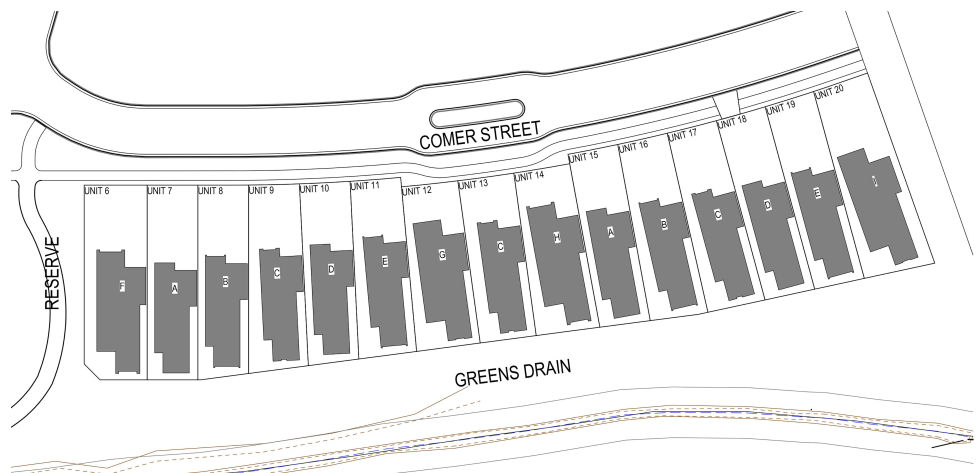 COMER STREET
UNIT 6
UNIT 7
UNIT 8
UNIT 9
UNIT 10
UNIT 11
UNIT 12
UNIT 13
UNIT 14
UNIT 15
UNIT 16
UNIT 17
UNIT 18
UNIT 19
UNIT 20
RESERVE
F
A
B
C
D
E
G
C
H
A
B
C
D
E
GREENS DRAIN